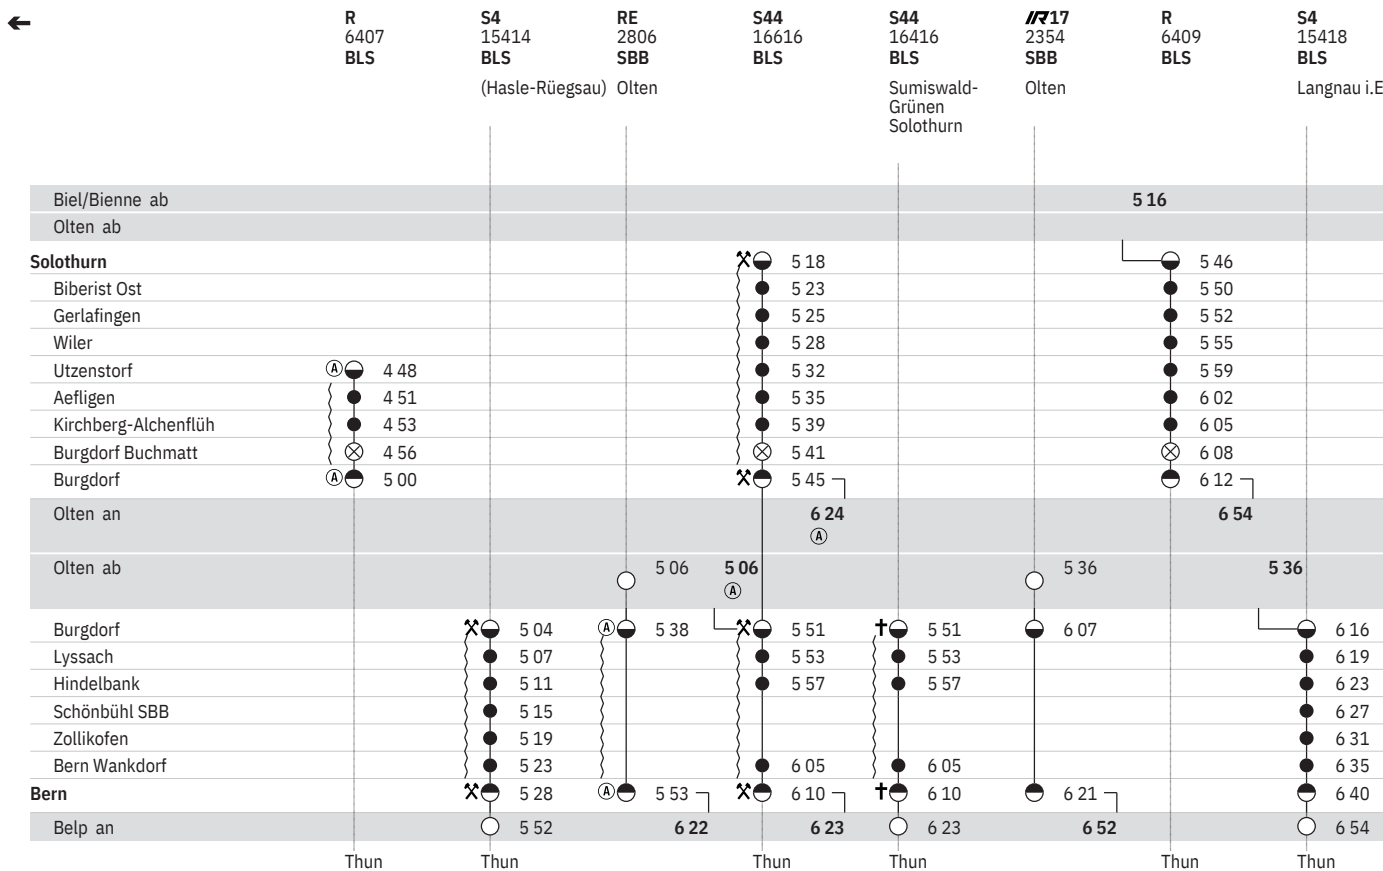 R S4 RE S44 S44 IR17 R S4
6407 15414 2806 16616 16416 2354 6409 15418
BLS BLS SBB BLS BLS SBB BLS BLS
(Hasle-Rüegsau) Olten Sumiswald- Olten Langnau i.E
Grünen
Solothurn
Biel/Bienne ab 5 16
Olten ab
Solothurn 5 18 5 46
Biberist Ost 5 23 5 50
Gerlafingen 5 25 5 52
Wiler 5 28 5 55
Utzenstorf A 4 48 5 32 5 59
Aefligen 4 51 5 35 6 02
Kirchberg-Alchenflüh 4 53 5 39 6 05
Burgdorf Buchmatt 4 56 5 41 6 08
Burgdorf A 5 00 5 45 6 12
Olten an 6 24 6 54
A
Olten ab 5 06 5 06 5 36 5 36
A
Burgdorf 5 04 A 5 38 5 51 5 51 6 07 6 16
Lyssach 5 07 5 53 5 53 6 19
Hindelbank 5 11 5 57 5 57 6 23
Schönbühl SBB 5 15 6 27
Zollikofen 5 19 6 31
Bern Wankdorf 5 23 6 05 6 05 6 35
Bern 5 28 A 5 53 6 10 6 10 6 21 6 40
Belp an 5 52 6 22 6 23 6 23 6 52 6 54
Thun Thun Thun Thun Thun Thun